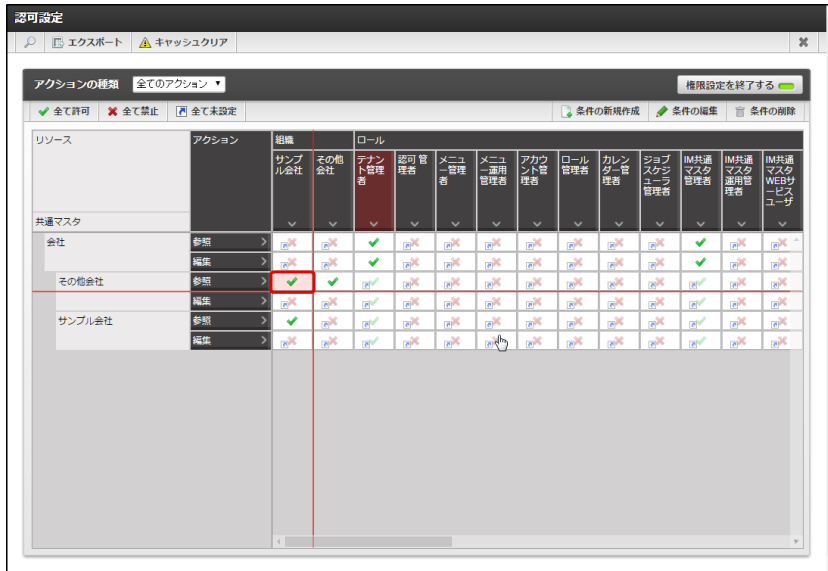 認可設定
エクスポート キャッシュクリア
アクションの種類 全てのアクション 権限設定を終了する
全て許可 全て禁止 全て未設定 条件の新規作成 条件の編集 条件の削除
リソース アクション 組織 ロール
サンプル会社 その他会社 テナント管理者 認可管理者 メニュー管理者 メニュー運用管理者 アカウント管理者 ロール管理者 カレンダー管理者 ジョブスケジューラ管理者 IM共通マスタ管理者 IM共通マスタ運用管理者 IM共通マスタWEBサービスユーザ
共通マスタ
会社 参照
編集
その他会社 参照
編集
サンプル会社 参照
編集